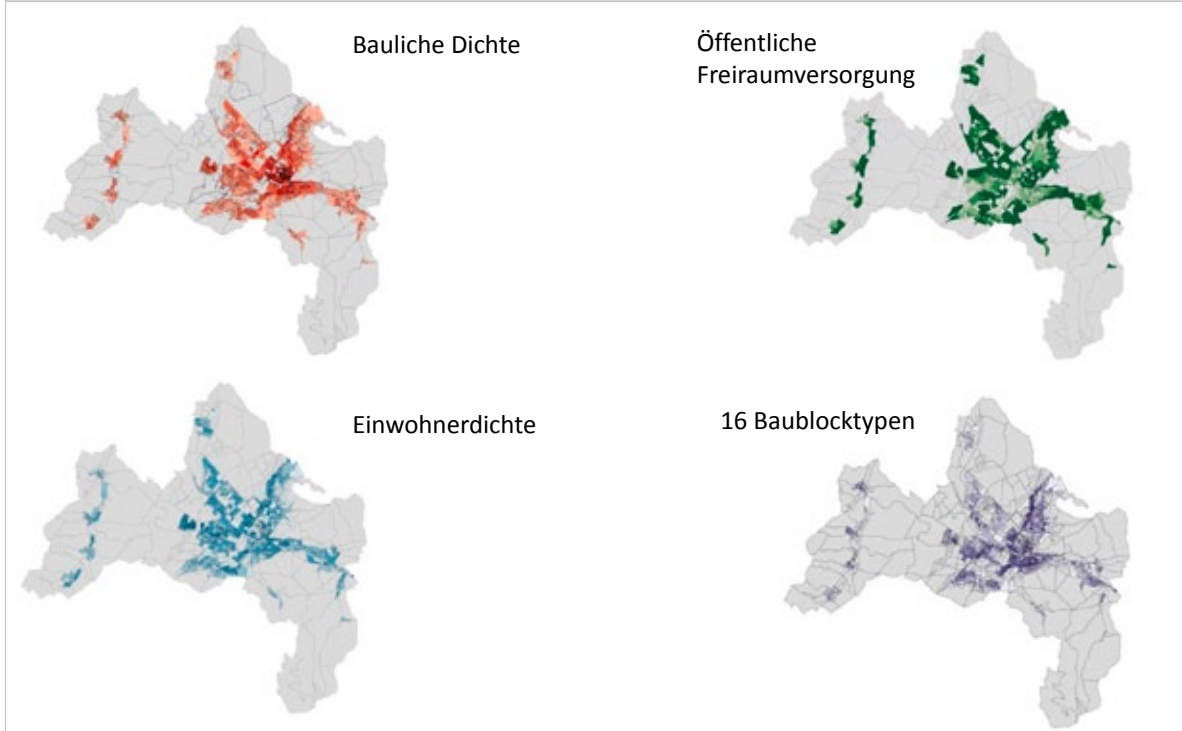 Bauliche Dichte
Öffentliche
Freiraumversorgung
Einwohnerdichte
16 Baublocktypen